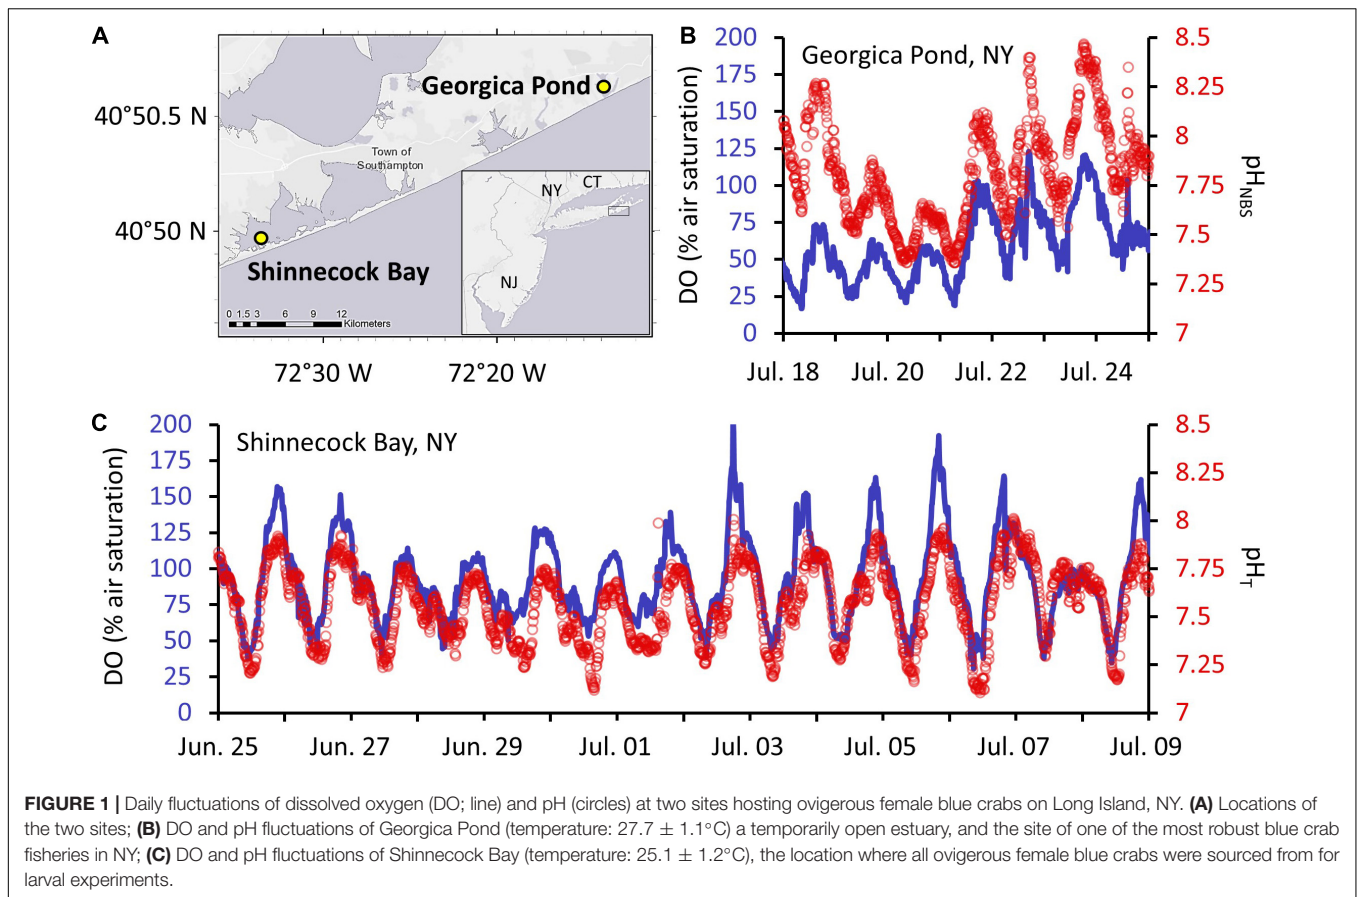 A
Georgica Pond
40°50.5 N
Town of
Southampton
CT
NY
40°50 N
Shinnecock Bay
NJ
0 1.5 3 6 9 12
Kilometers
72°30 W 72°20 W
B
Georgica Pond, NY
DO (% air saturation)
200
175
150
125
100
75
50
25
0
8.5
8.25
8
7.75
7.5
7.25
7
pHNBS
Jul. 18 Jul. 20 Jul. 22 Jul. 24
C
Shinnecock Bay, NY
DO (% air saturation)
200
175
150
125
100
75
50
25
0
8.5
8.25
8
7.75
7.5
7.25
7
pHT
Jun. 25 Jun. 27 Jun. 29 Jul. 01 Jul. 03 Jul. 05 Jul. 07 Jul. 09
FIGURE 1 | Daily fluctuations of dissolved oxygen (DO; line) and pH (circles) at two sites hosting ovigerous female blue crabs on Long Island, NY. (A) Locations of
the two sites; (B) DO and pH fluctuations of Georgica Pond (temperature: 27.7 ± 1.1°C) a temporarily open estuary, and the site of one of the most robust blue crab
fisheries in NY; (C) DO and pH fluctuations of Shinnecock Bay (temperature: 25.1 ± 1.2°C), the location where all ovigerous female blue crabs were sourced from for
larval experiments.